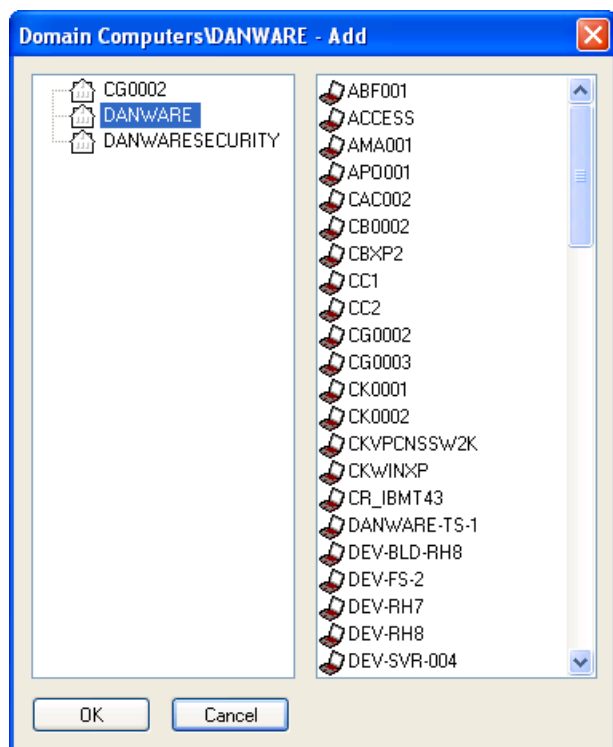 Domain Computers\DANWARE - Add
CG0002
DANWARE
DANWARESECURITY
ABF001
ACCESS
AMA001
APO001
CAC002
CB0002
CBXP2
CC1
CC2
CG0002
CG0003
CK0001
CK0002
CKVPCNSSW2K
CKWINXP
CR_IBMT43
DANWARE-TS-1
DEV-BLD-RH8
DEV-FS-2
DEV-RH7
DEV-RH8
DEV-SVR-004
OK
Cancel